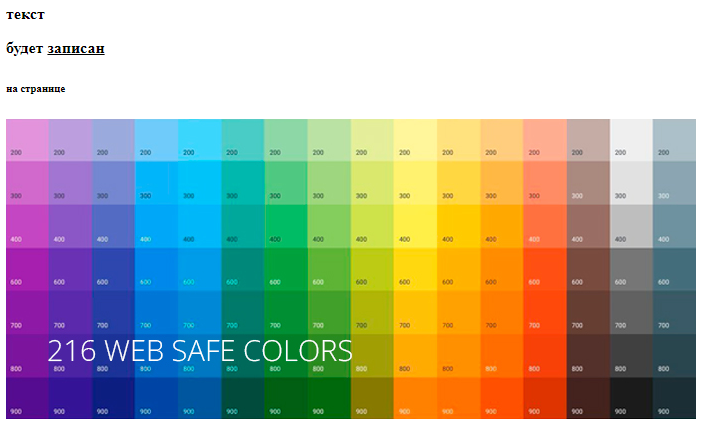 текст
будет записан
на странице
200 200 200 200 200 200 200 200 200 200 200 200 200 200 200 200
300 300 300 300 300 300 300 300 300 300 300 300 300 300 300 300
400 400 400 400 400 400 400 400 400 400 400 400 400 400 400 400
600 600 600 600 600 600 600 600 600 600 600 600 600 600 600 600
700 700 700 700 700 700 700 700 700 700 700 700 700 700 700 700
216 WEB SAFE COLORS
800 800 800 800 800 800 800 800 800 800 800 800 800 800 800 800
900 900 900 900 900 900 900 900 900 900 900 900 900 900 900 900